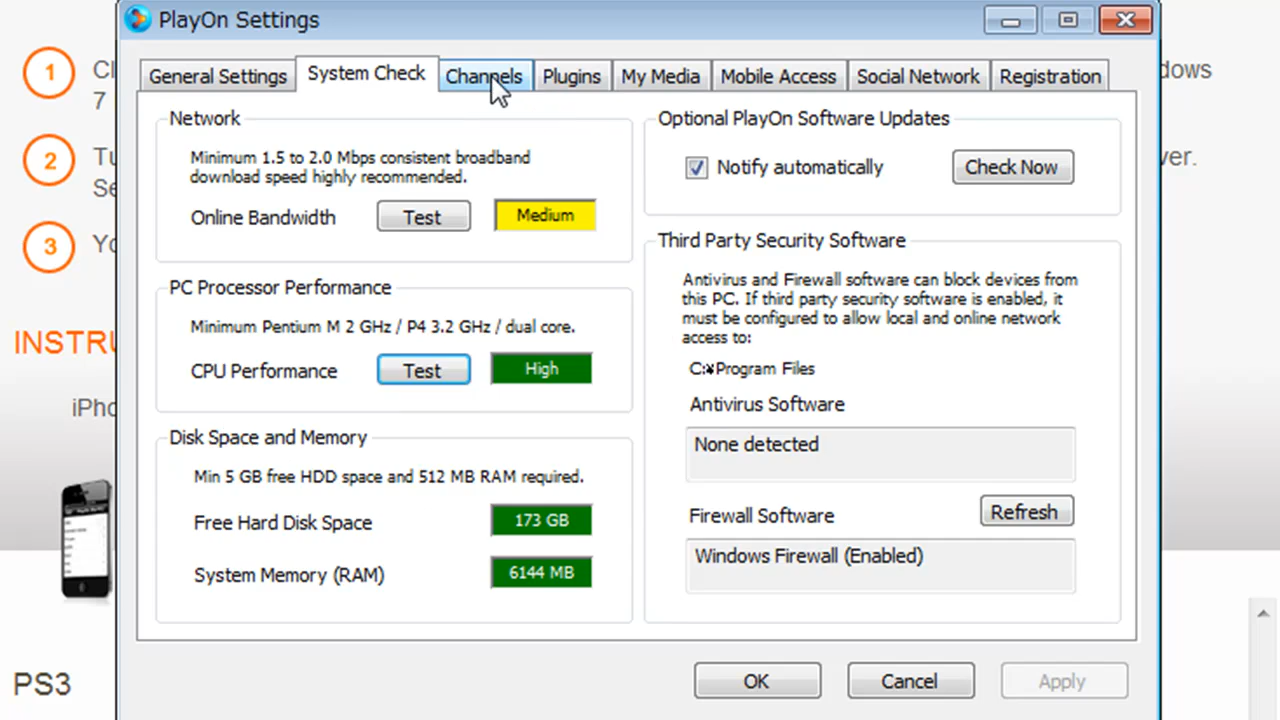 PlayOn Settings
General Settings
System Check
Channels
Plugins
My Media
Mobile Access
Social Network
Registration
Network
Minimum 1.5 to 2.0 Mbps consistent broadband
download speed highly recommended.
Online Bandwidth
Test
Medium
PC Processor Performance
Minimum Pentium M 2 GHz / P4 3.2 GHz / dual core.
CPU Performance
Test
High
Disk Space and Memory
Min 5 GB free HDD space and 512 MB RAM required.
Free Hard Disk Space
173 GB
System Memory (RAM)
6144 MB
Optional PlayOn Software Updates
Notify automatically
Check Now
Third Party Security Software
Antivirus and Firewall software can block devices from
this PC. If third party security software is enabled, it
must be configured to allow local and online network
access to:
C:¥Program Files
Antivirus Software
None detected
Firewall Software
Refresh
Windows Firewall (Enabled)
OK
Cancel
Apply
1
7
2
3
PS3